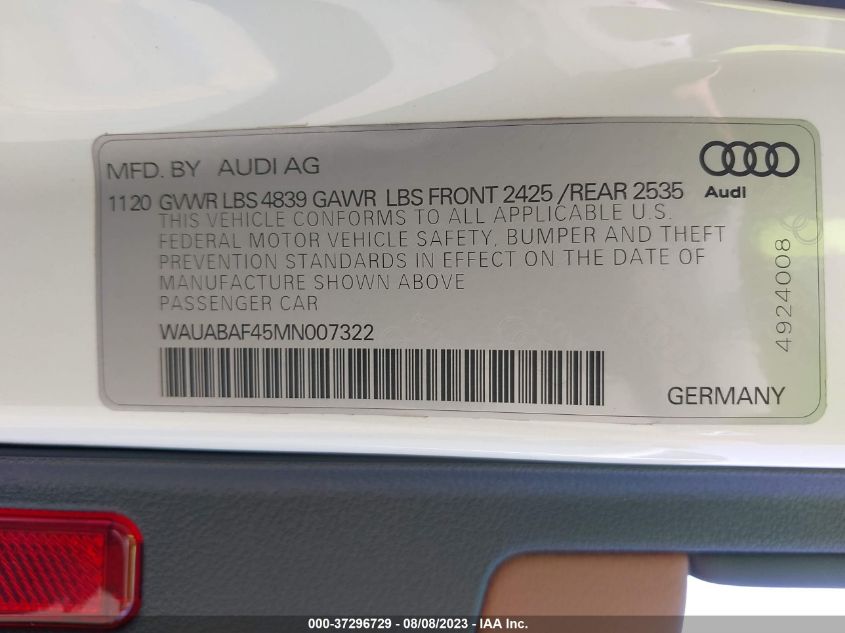 MFD. BY AUDI AG
1120 GVWR LBS 4839 GAWR LBS FRONT 2425 /REAR 2535
Audi
THIS VEHICLE CONFORMS TO ALL APPLICABLE U.S.
FEDERAL MOTOR VEHICLE SAFETY, BUMPER AND THEFT
PREVENTION STANDARDS IN EFFECT ON THE DATE OF
MANUFACTURE SHOWN ABOVE
PASSENGER CAR
WAUABAF45MN007322
4924008
GERMANY
000-37296729 - 08/08/2023 - IAA Inc.